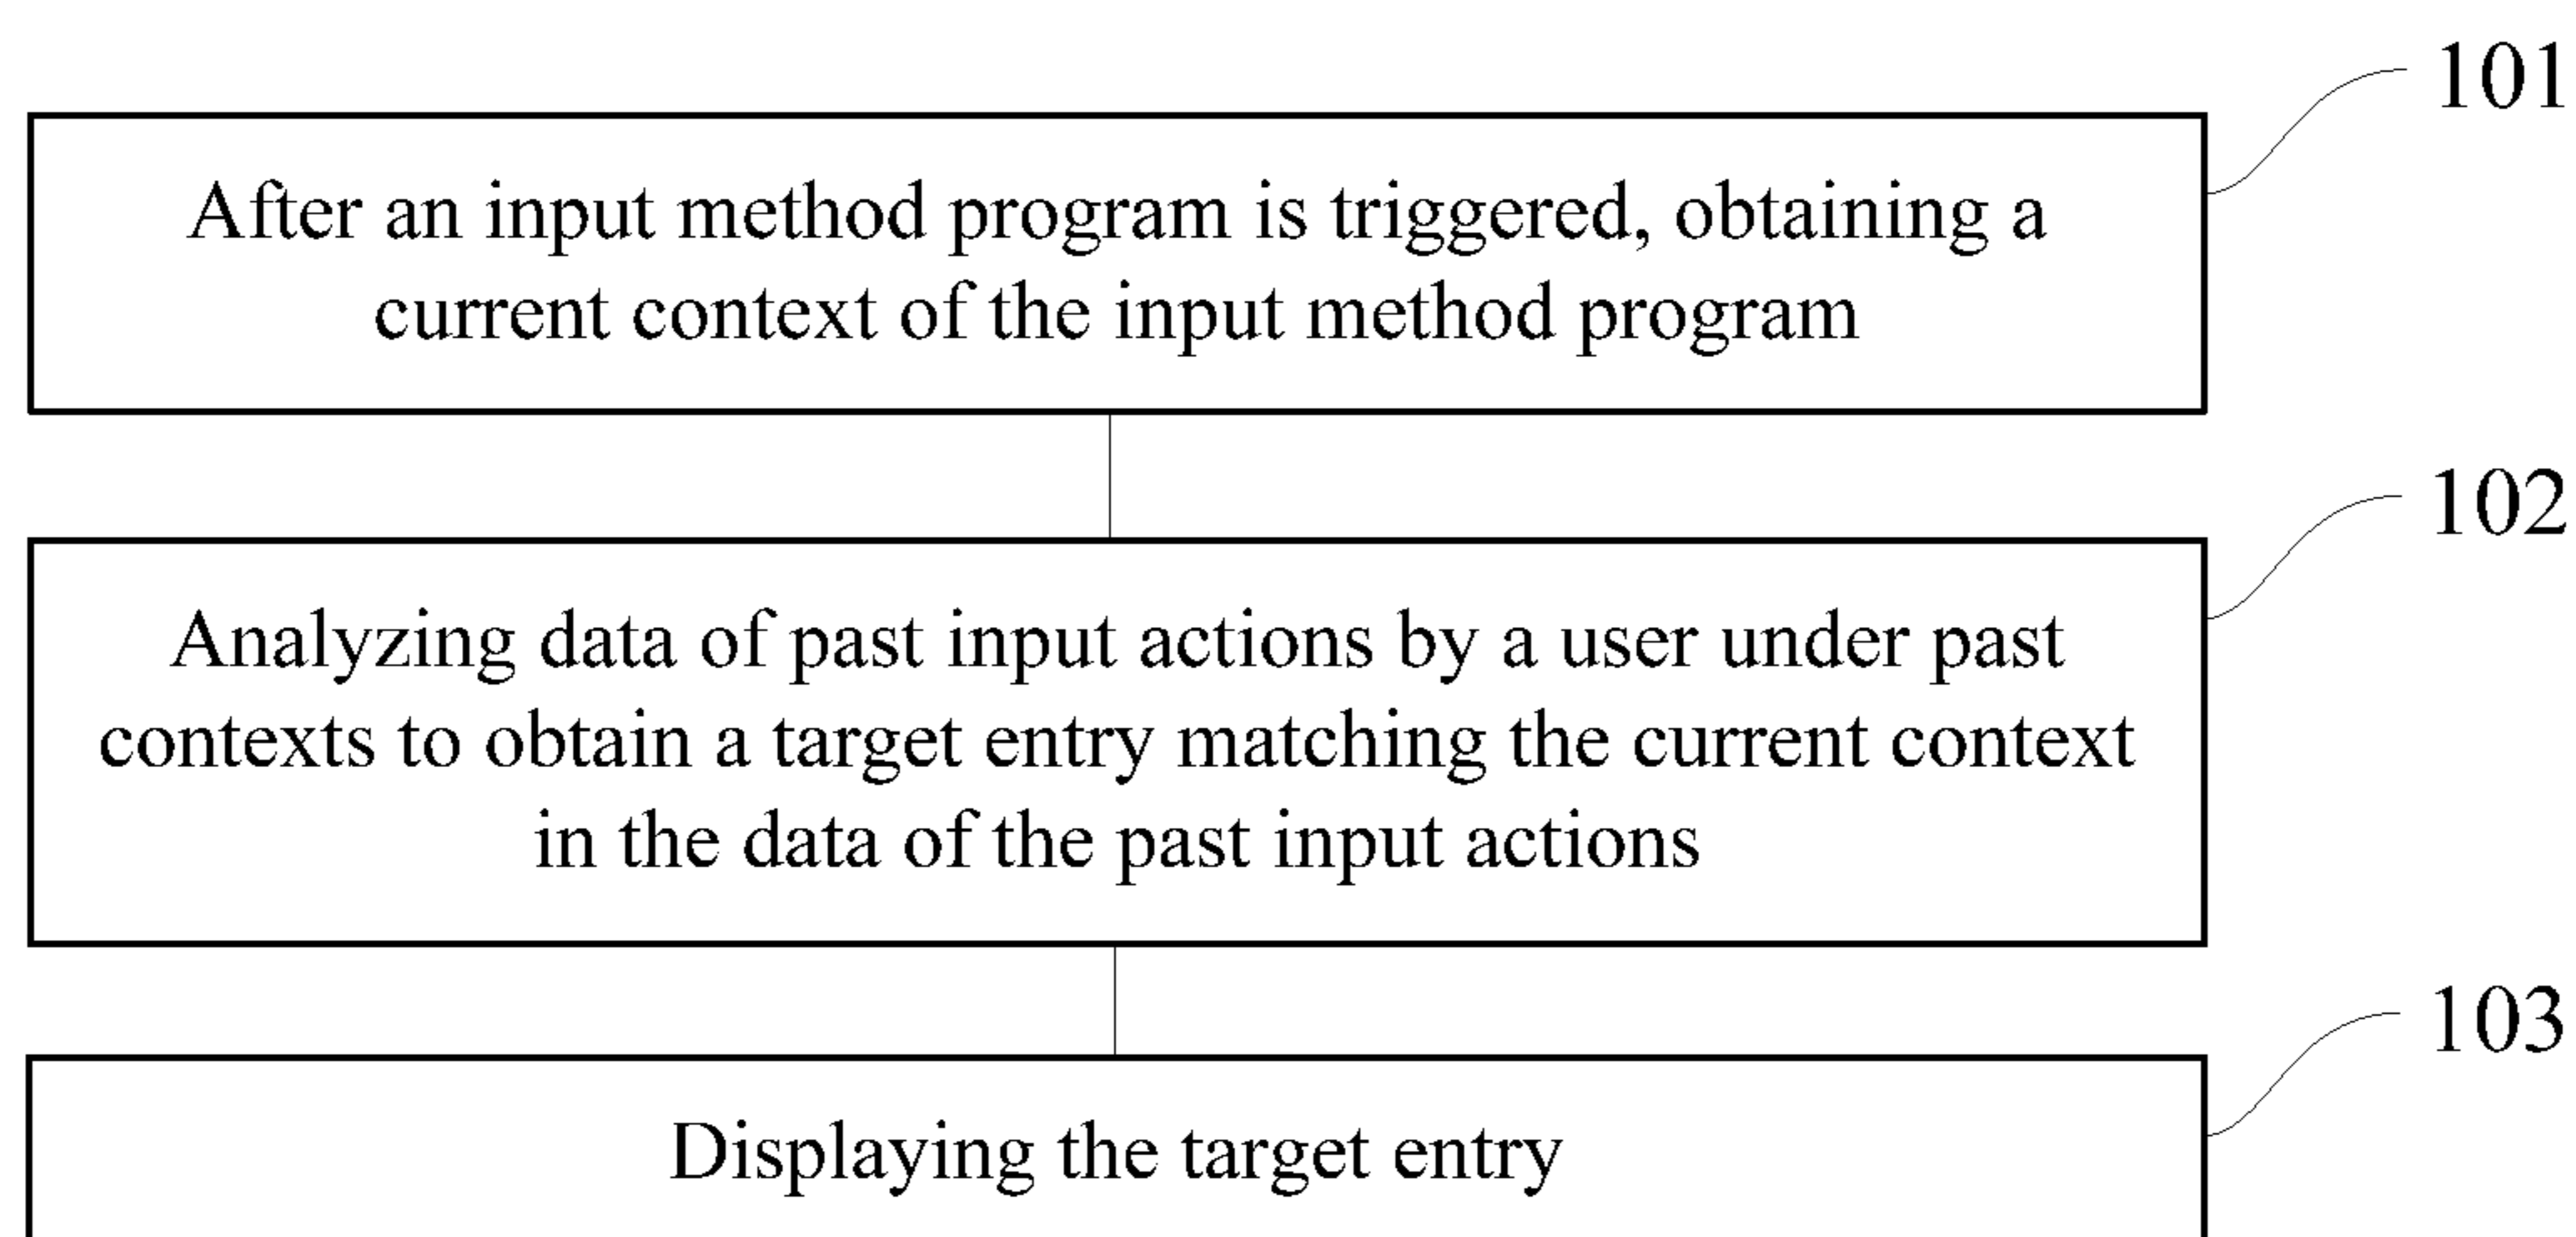 101
After an input method program is triggered, obtaining a
current context of the input method program
102
Analyzing data of past input actions by a user under past
contexts to obtain a target entry matching the current context
in the data of the past input actions
103
Displaying the target entry